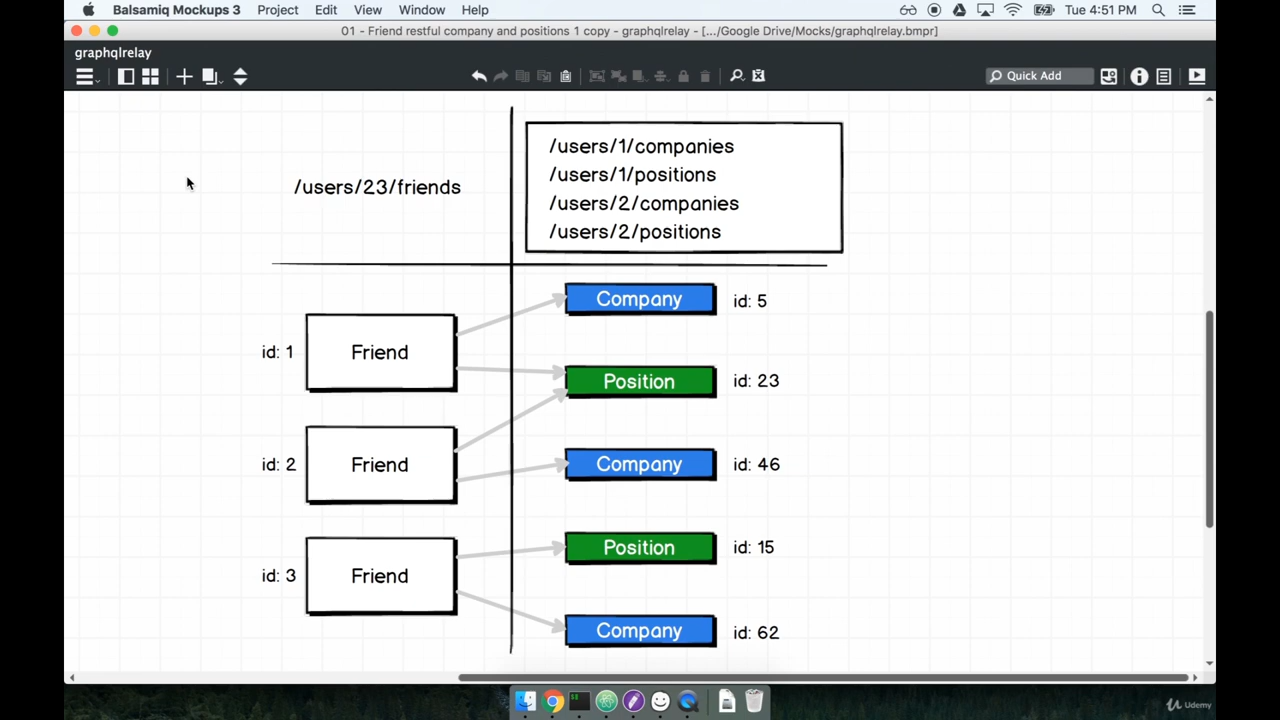 Balsamiq Mockups 3 Project Edit View Window Help Tue 4:51 PM
01 - Friend restful company and positions 1 copy - graphqlrelay - [.../Google Drive/Mocks/graphqlrelay.bmpr]
graphqlrelay
Quick Add
/users/23/friends
/users/1/companies
/users/1/positions
/users/2/companies
/users/2/positions
Company id: 5
id: 1 Friend
Position id: 23
id: 2 Friend
Company id: 46
Position id: 15
id: 3 Friend
Company id: 62
Udemy